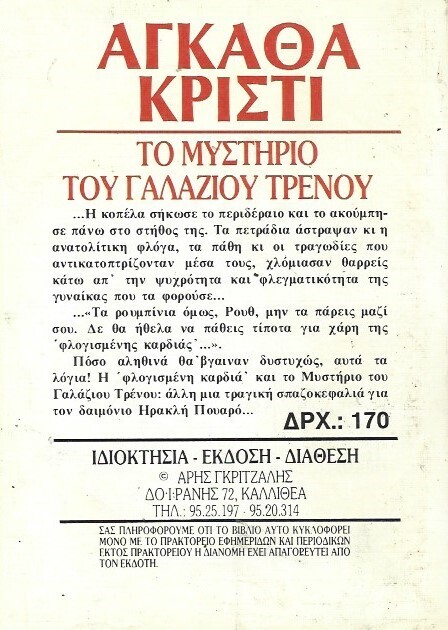 ΑΓΚΑΘΑ
ΚΡΙΣΤΙ
ΤΟ ΜΥΣΤΗΡΙΟ
ΤΟΥ ΓΑΛΑΖΙΟΥ ΤΡΕΝΟΥ
...Η κοπέλα σήκωσε το περιδέραιο και το ακούμπη-
σε πάνω στο στήθος της. Τα πετράδια άστραψαν κι η
ανατολίτικη φλόγα, τα πάθη κι οι τραγωδίες που
αντικατοπτρίζονταν μέσα τους, χλόμιασαν θαρρείς
κάτω απ' την ψυχρότητα και φλεγματικότητα της
γυναίκας που τα φορούσε...
...«Τα ρουμπίνια όμως, Ρουθ, μην τα πάρεις μαζί
σου. Δε θα ήθελα να πάθεις τίποτα για χάρη της
'φλογισμένης καρδιάς'...».
Πόσο αληθινά θα βγαιναν δυστυχώς, αυτά τα
λόγια! Η 'φλογισμένη καρδιά' και το Μυστήριο του
Γαλάζιου Τρένου: άλλη μια τραγική σπαζοκεφαλιά για
τον δαιμόνιο Ηρακλή Πουαρό...
ΔΡΧ.: 170
ΙΔΙΟΚΤΗΣΙΑ - ΕΚΔΟΣΗ - ΔΙΑΘΕΣΗ
© ΑΡΗΣ ΓΚΡΙΤΖΑΛΗΣ
ΔΟ·Ι·ΡΑΝΗΣ 72, ΚΑΛΛΙΘΕΑ
ΤΗΛ.: 95.25.197 - 95.20.314
ΣΑΣ ΠΛΗΡΟΦΟΡΟΥΜΕ ΟΤΙ ΤΟ ΒΙΒΛΙΟ ΑΥΤΟ ΚΥΚΛΟΦΟΡΕΙ
ΜΟΝΟ ΜΕ ΤΟ ΠΡΑΚΤΟΡΕΙΟ ΕΦΗΜΕΡΙΔΩΝ ΚΑΙ ΠΕΡΙΟΔΙΚΩΝ
ΕΚΤΟΣ ΠΡΑΚΤΟΡΕΙΟΥ Η ΔΙΑΝΟΜΗ ΕΧΕΙ ΑΠΑΓΟΡΕΥΤΕΙ ΑΠΟ
ΤΟΝ ΕΚΔΟΤΗ.